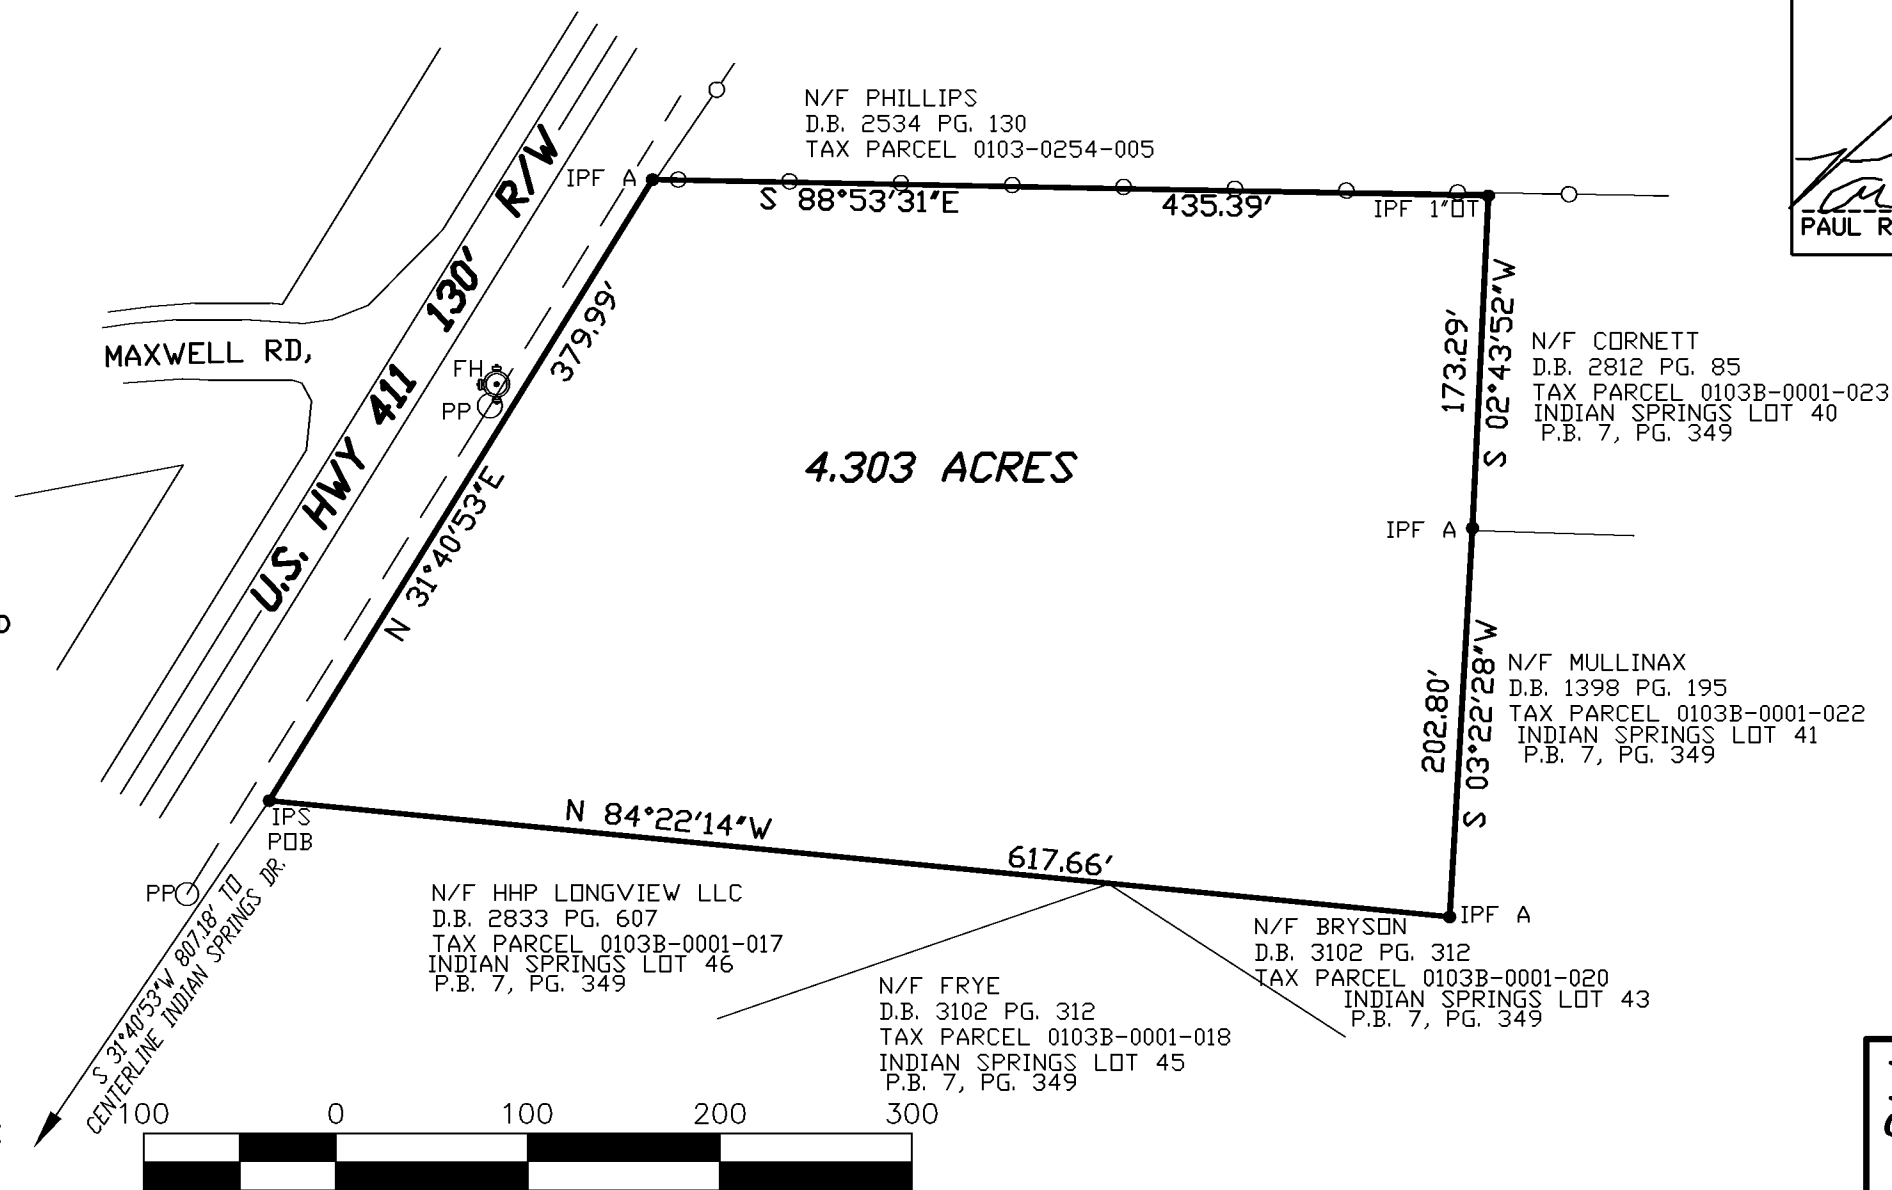 N/F PHILLIPS
D.B. 2534 PG. 130
TAX PARCEL 0103-0254-005
IPF A
S 88°53'31"E 435.39'
IPF 1"OT
PAUL R
U.S. HWY 411 130' R/W
MAXWELL RD,
FH
PP
N 31°40'53"E 379.99'
173.29'
S 02°43'52"W
N/F CORNETT
D.B. 2812 PG. 85
TAX PARCEL 0103B-0001-023
INDIAN SPRINGS LOT 40
P.B. 7, PG. 349
4.303 ACRES
IPF A
202.80'
S 03°22'28"W
N/F MULLINAX
D.B. 1398 PG. 195
TAX PARCEL 0103B-0001-022
INDIAN SPRINGS LOT 41
P.B. 7, PG. 349
IPS
POB
N 84°22'14"W 617.66'
IPF A
PP
S 31°40'53"W 807.18' TO
CENTERLINE INDIAN SPRINGS DR.
N/F HHP LONGVIEW LLC
D.B. 2833 PG. 607
TAX PARCEL 0103B-0001-017
INDIAN SPRINGS LOT 46
P.B. 7, PG. 349
N/F FRYE
D.B. 3102 PG. 312
TAX PARCEL 0103B-0001-018
INDIAN SPRINGS LOT 45
P.B. 7, PG. 349
N/F BRYSON
D.B. 3102 PG. 312
TAX PARCEL 0103B-0001-020
INDIAN SPRINGS LOT 43
P.B. 7, PG. 349
100 0 100 200 300